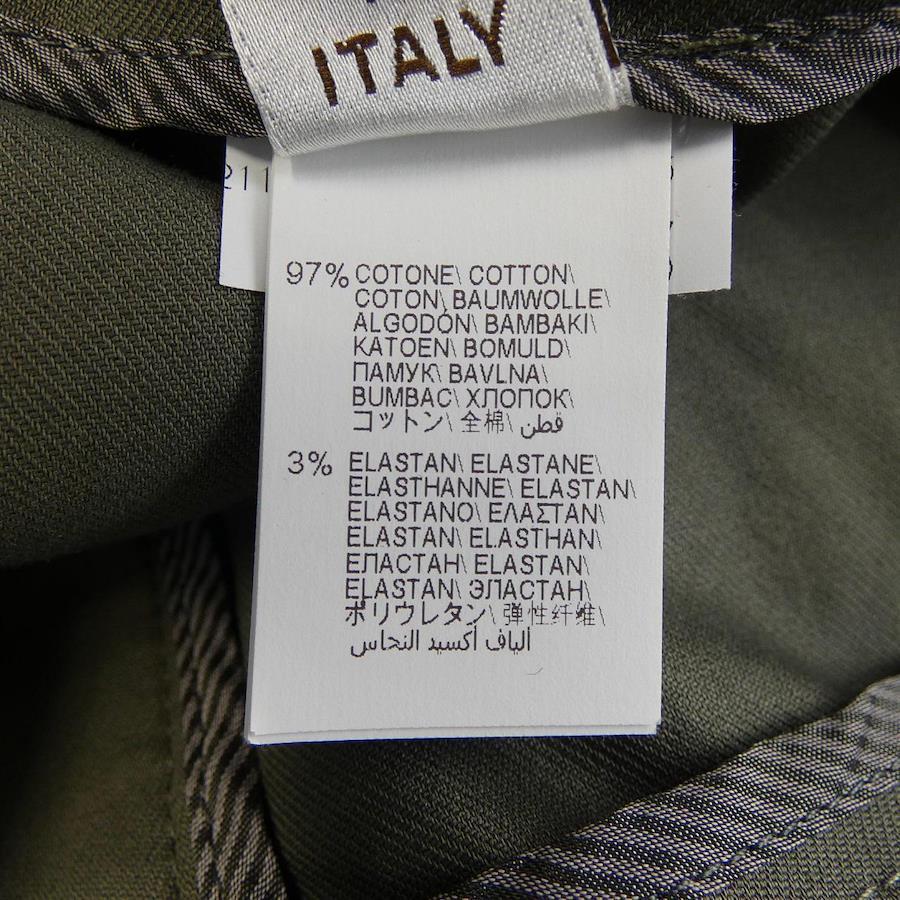 ITALY
211
97% COTONE\ COTTON\
COTON\ BAUMWOLLE\
ALGODÓN\ BAMBAKI\
KATOEN\ BOMULD\
ПАМУК\ BAVLNA\
BUMBAC\ ХЛОПОК\
コットン\ 全棉\ قطن
3% ELASTAN\ ELASTANE\
ELASTHANNE\ ELASTAN\
ELASTANO\ ΕΛΑΣΤΑΝ\
ELASTAN\ ELASTHAN\
ЕЛАСТАН\ ELASTAN\
ELASTAN\ ЭЛАСТАН\
ポリウレタン\ 弹性纤维\
ألياف أكسيد النحاس